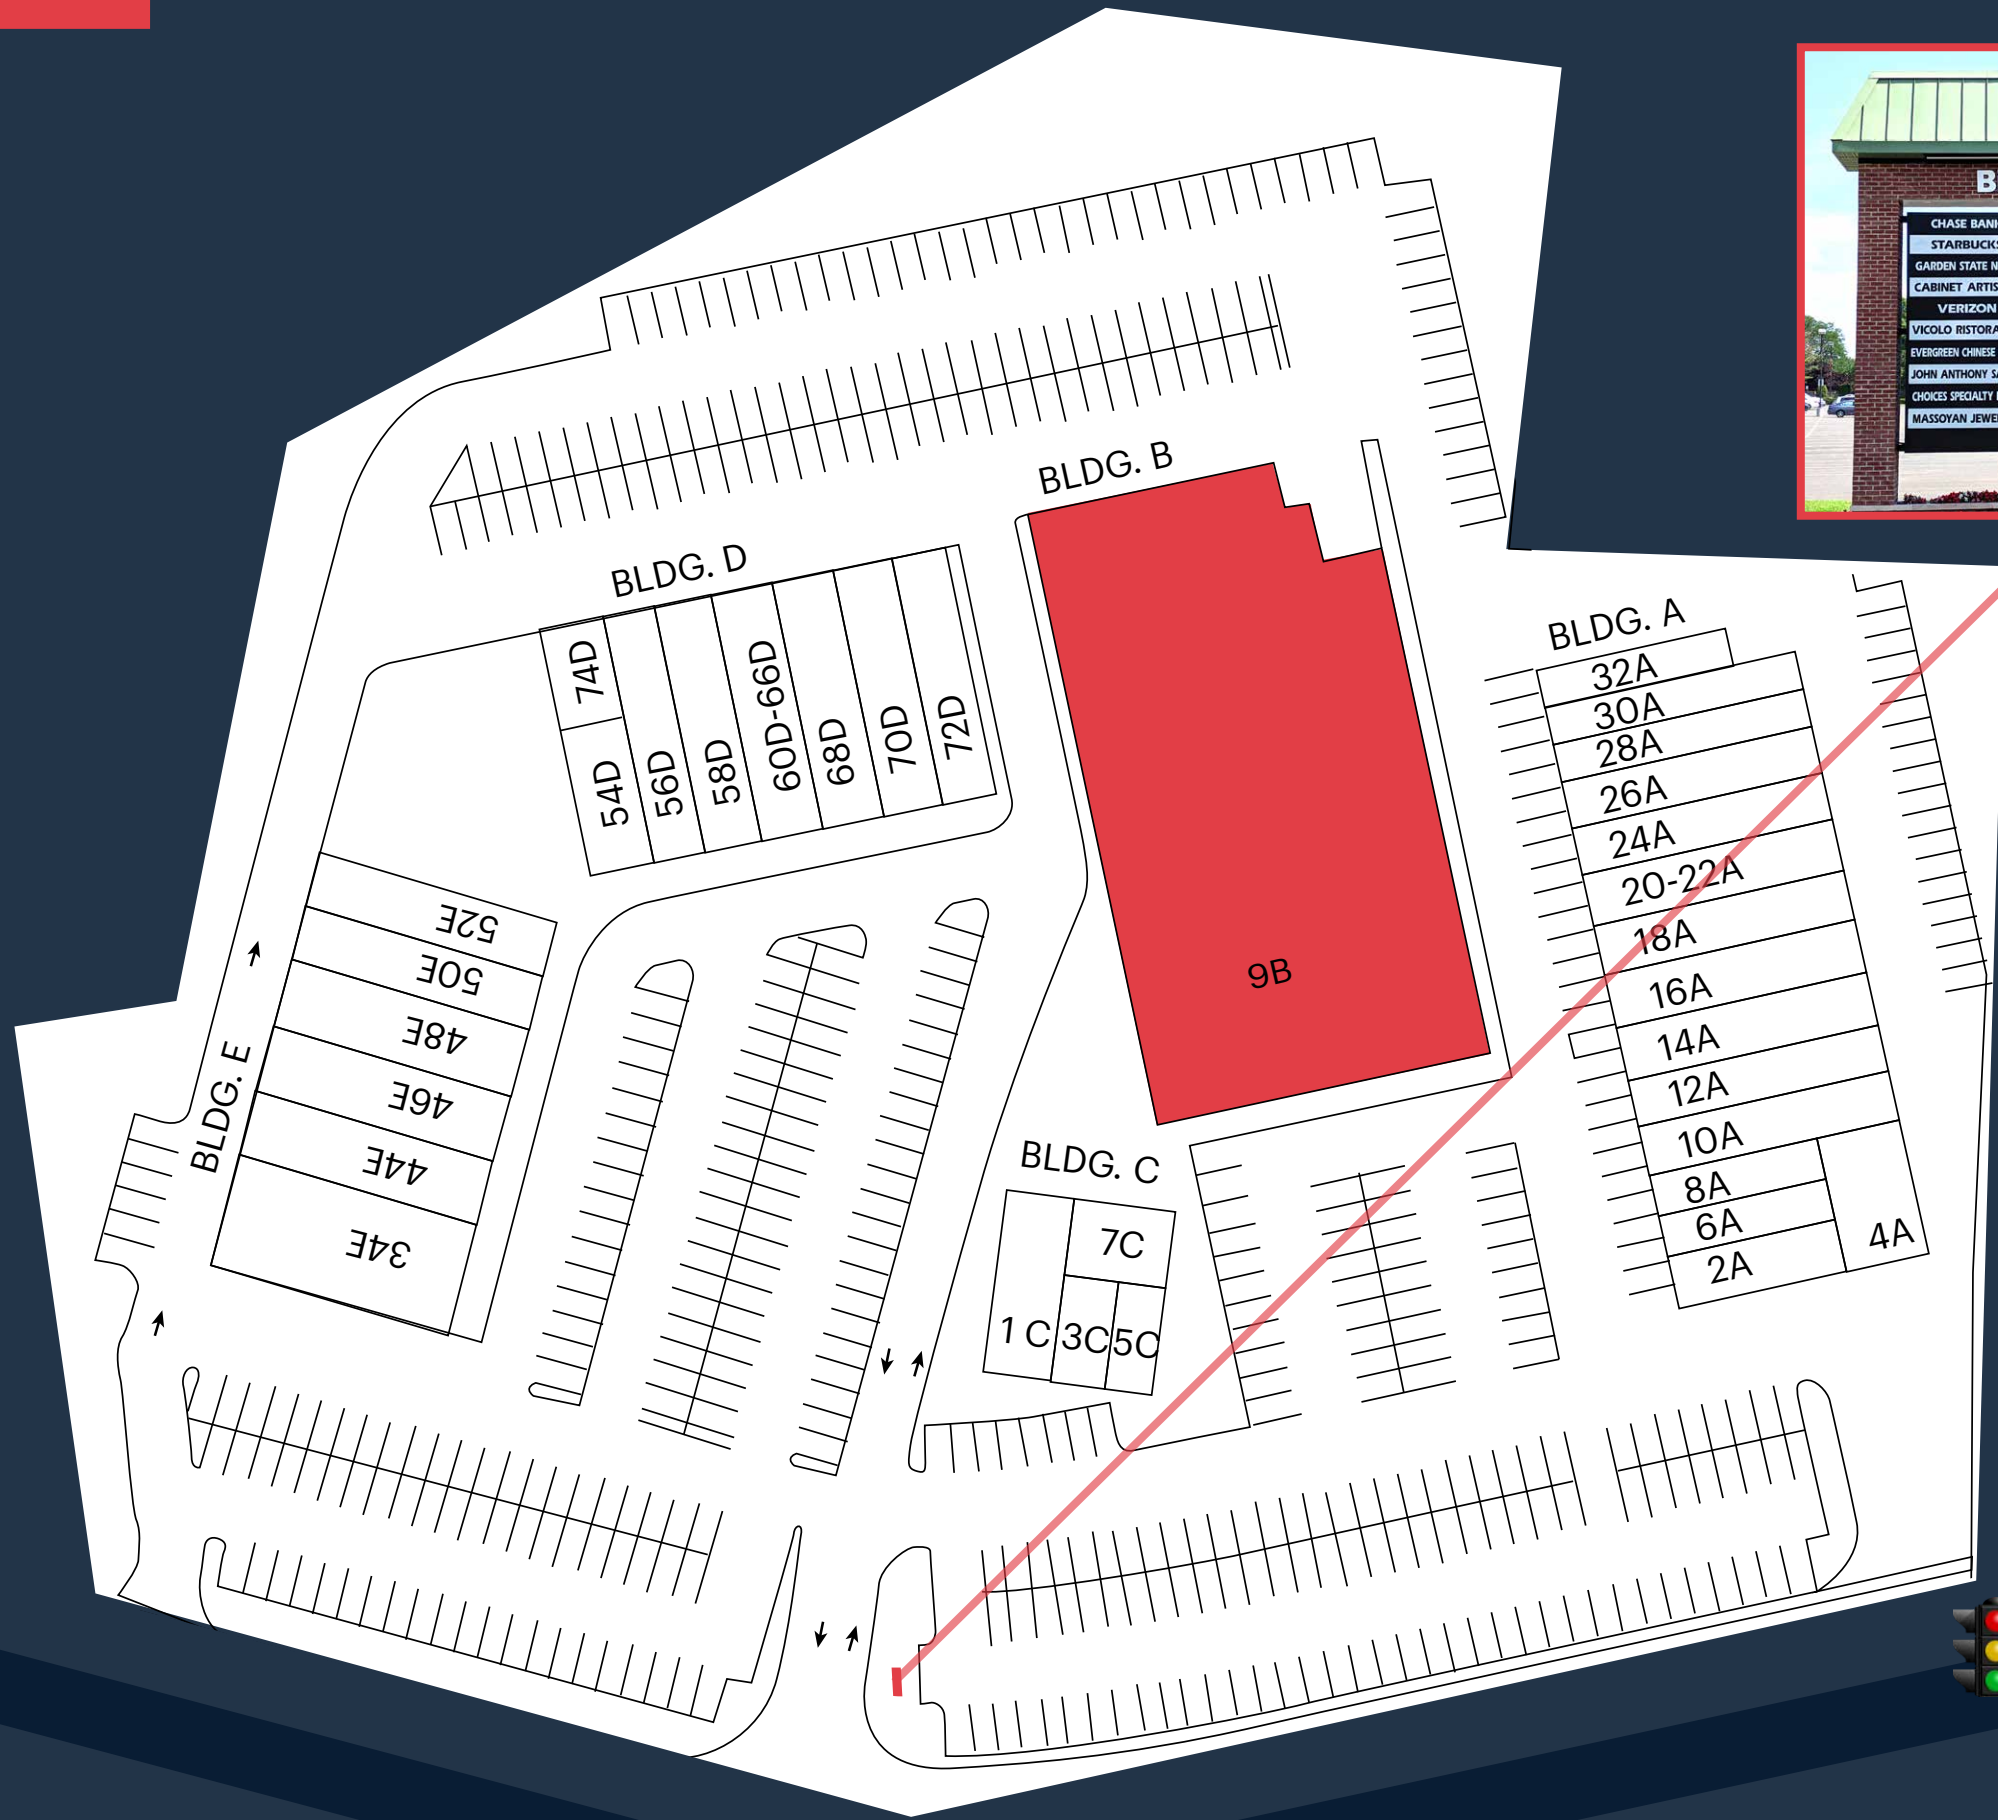 B
CHASE BANK
STARBUCKS
GARDEN STATE N
CABINET ARTIS
VERIZON
VICOLO RISTORA
EVERGREEN CHINESE
JOHN ANTHONY SA
CHOICES SPECIALTY
MASSOYAN JEWE
BLDG. B
9B
BLDG. D
74D
54D
56D
58D
60D-66D
68D
70D
72D
BLDG. A
32A
30A
28A
26A
24A
20-22A
18A
16A
14A
12A
10A
8A
6A
4A
2A
BLDG. E
52E
50E
48E
46E
44E
34E
BLDG. C
7C
1 C
3C
5C